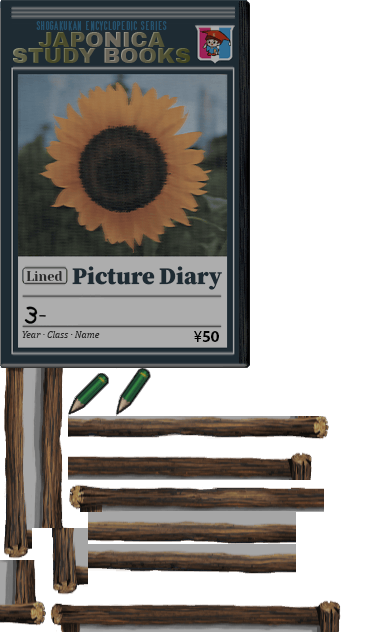 SHOGAKUKAN ENCYCLOPEDIC SERIES
JAPONICA
STUDY BOOKS
Lined Picture Diary
3-
Year · Class · Name ¥50